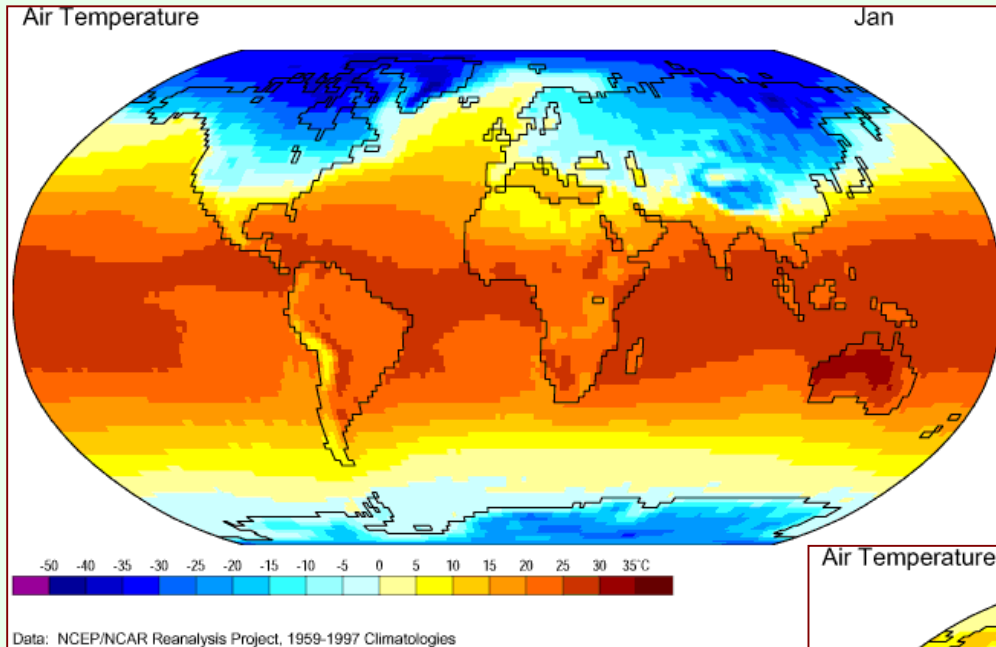 Air Temperature Jan
-50 -40 -35 -30 -25 -20 -15 -10 -5 0 5 10 15 20 25 30 35°C
Air Temperature
Data: NCEP/NCAR Reanalysis Project, 1959-1997 Climatologies